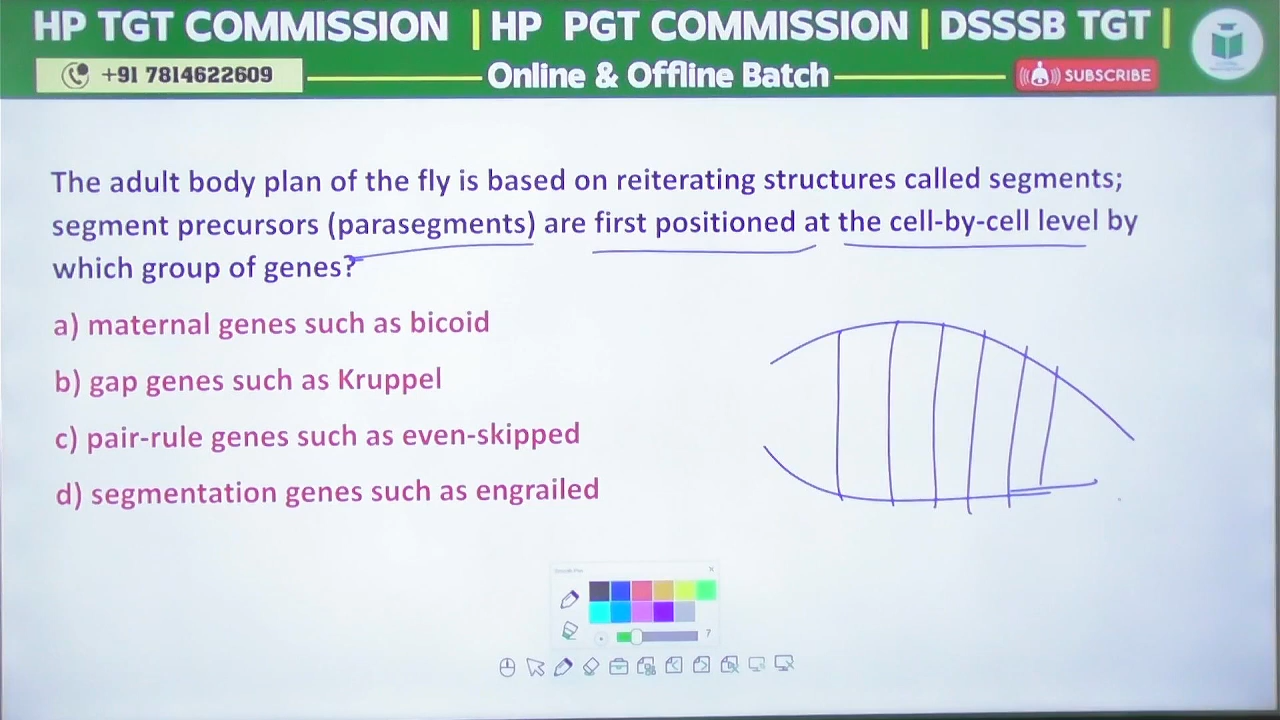 HP TGT COMMISSION | HP PGT COMMISSION | DSSSB TGT |
+91 7814622609
Online & Offline Batch
SUBSCRIBE
The adult body plan of the fly is based on reiterating structures called segments;
segment precursors (parasegments) are first positioned at the cell-by-cell level by
which group of genes?
a) maternal genes such as bicoid
b) gap genes such as Kruppel
c) pair-rule genes such as even-skipped
d) segmentation genes such as engrailed
7